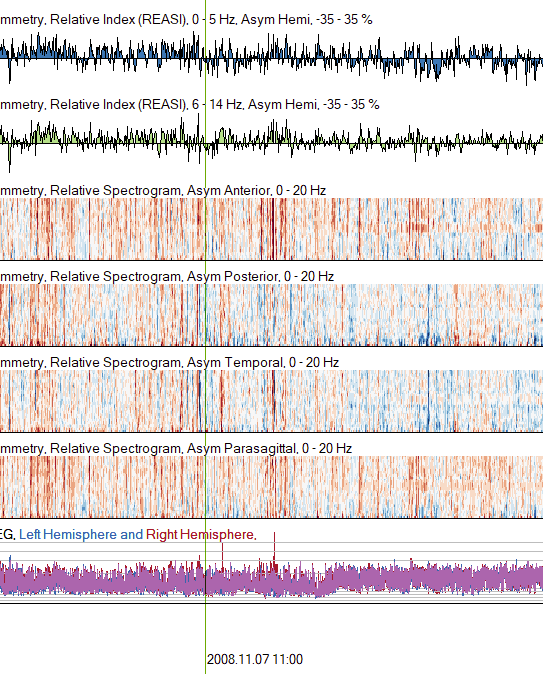 mmetry, Relative Index (REASI), 0 - 5 Hz, Asym Hemi, -35 - 35 %
mmetry, Relative Index (REASI), 6 - 14 Hz, Asym Hemi, -35 - 35 %
mmetry, Relative Spectrogram, Asym Anterior, 0 - 20 Hz
mmetry, Relative Spectrogram, Asym Posterior, 0 - 20 Hz
mmetry, Relative Spectrogram, Asym Temporal, 0 - 20 Hz
mmetry, Relative Spectrogram, Asym Parasagittal, 0 - 20 Hz
EG, Left Hemisphere and Right Hemisphere,
2008.11.07 11:00